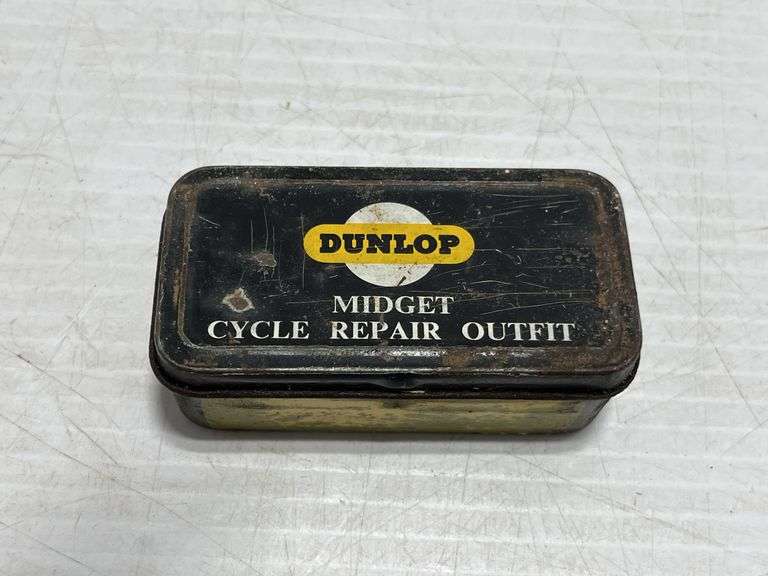 DUNLOP
MIDGET
CYCLE REPAIR OUTFIT